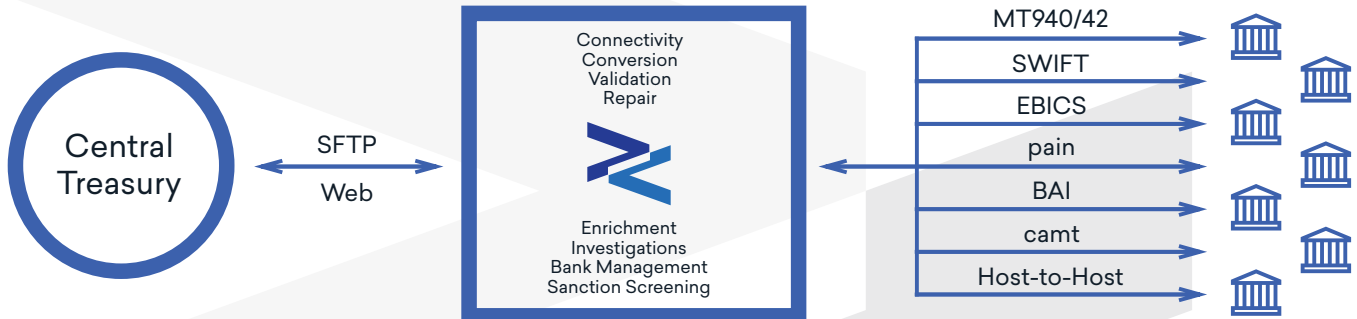 Central
Treasury
SFTP
Web
Connectivity
Conversion
Validation
Repair
Enrichment
Investigations
Bank Management
Sanction Screening
MT940/42
SWIFT
EBICS
pain
BAI
camt
Host-to-Host